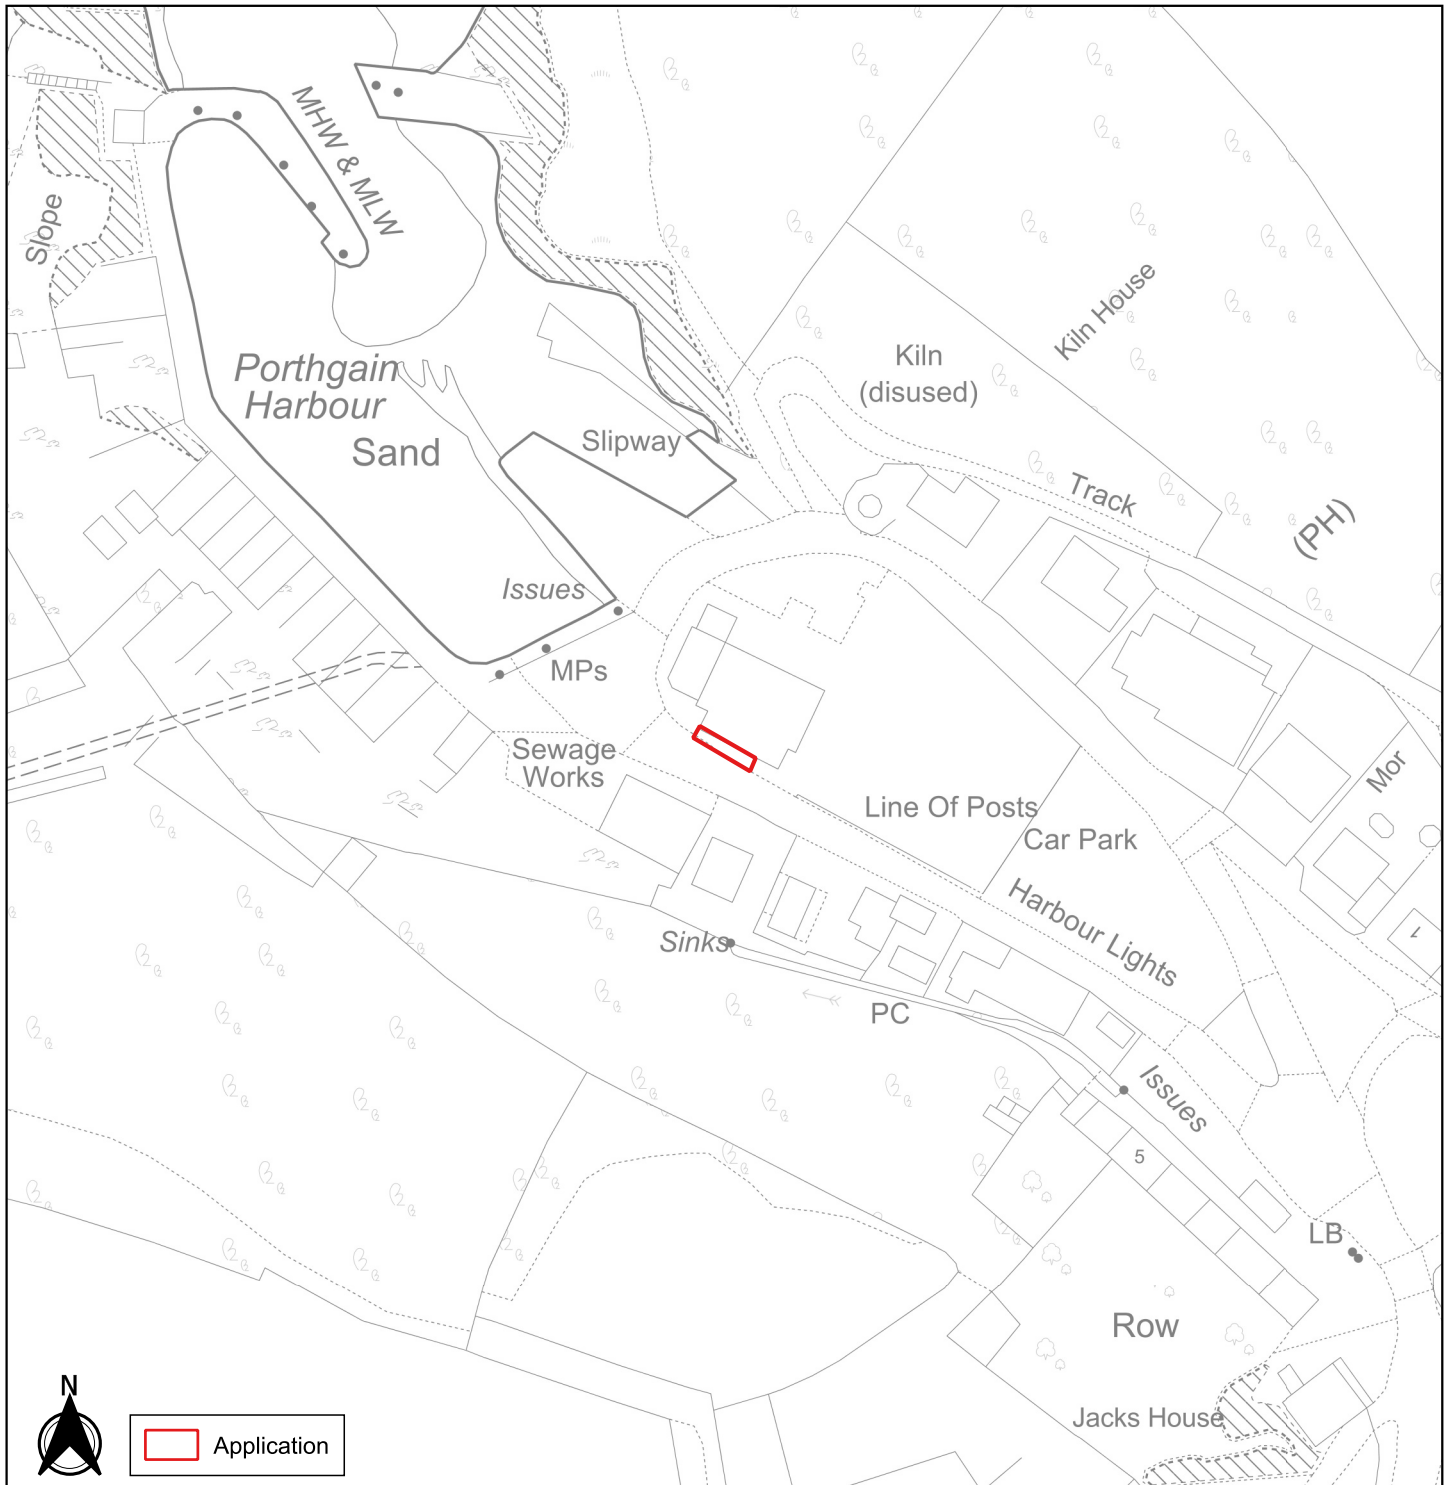 MHW & MLW
Slope
Porthgain
Harbour
Sand
Slipway
Kiln
(disused)
Kiln House
Track
(PH)
Issues
MPs
Sewage
Works
Line Of Posts
Car Park
Mor
Harbour Lights
1
Sinks
PC
Issues
5
LB
Row
Jacks House
N
Application